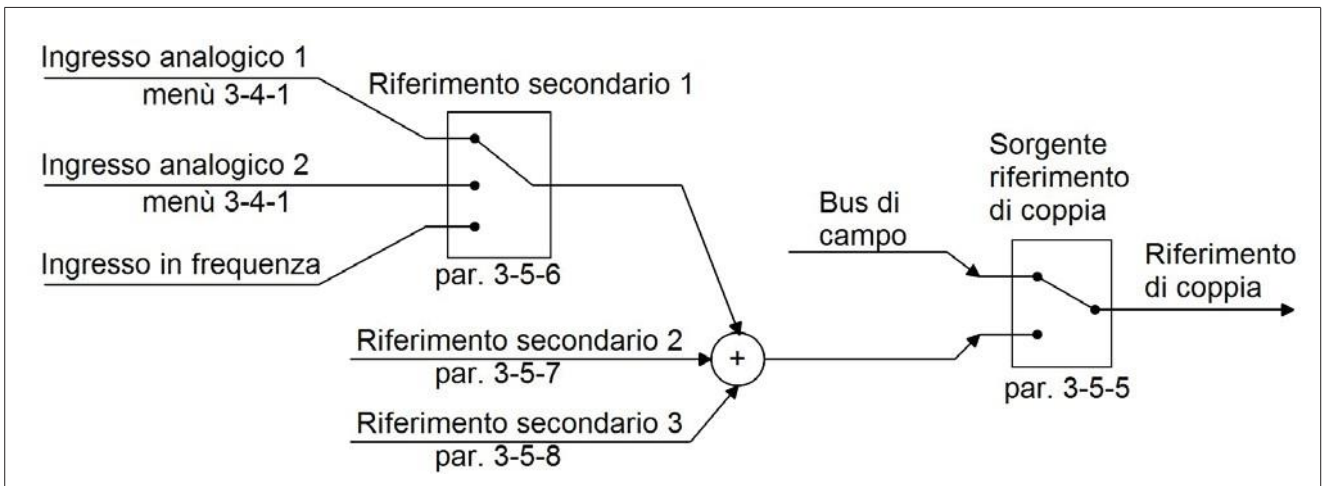 Ingresso analogico 1
menù 3-4-1
Riferimento secondario 1
Ingresso analogico 2
menù 3-4-1
Ingresso in frequenza
par. 3-5-6
Riferimento secondario 2
par. 3-5-7
Riferimento secondario 3
par. 3-5-8
+
Bus di
campo
Sorgente
riferimento
di coppia
par. 3-5-5
Riferimento
di coppia